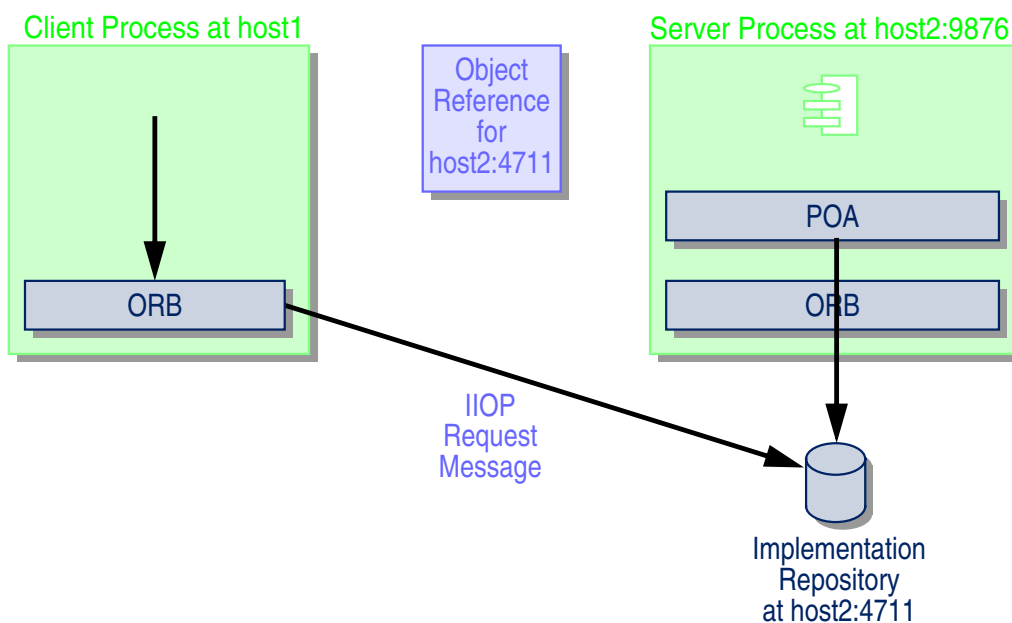 Client Process at host1
Server Process at host2:9876
Object
Reference
for
host2:4711
POA
ORB
ORB
IIOP
Request
Message
Implementation
Repository
at host2:4711